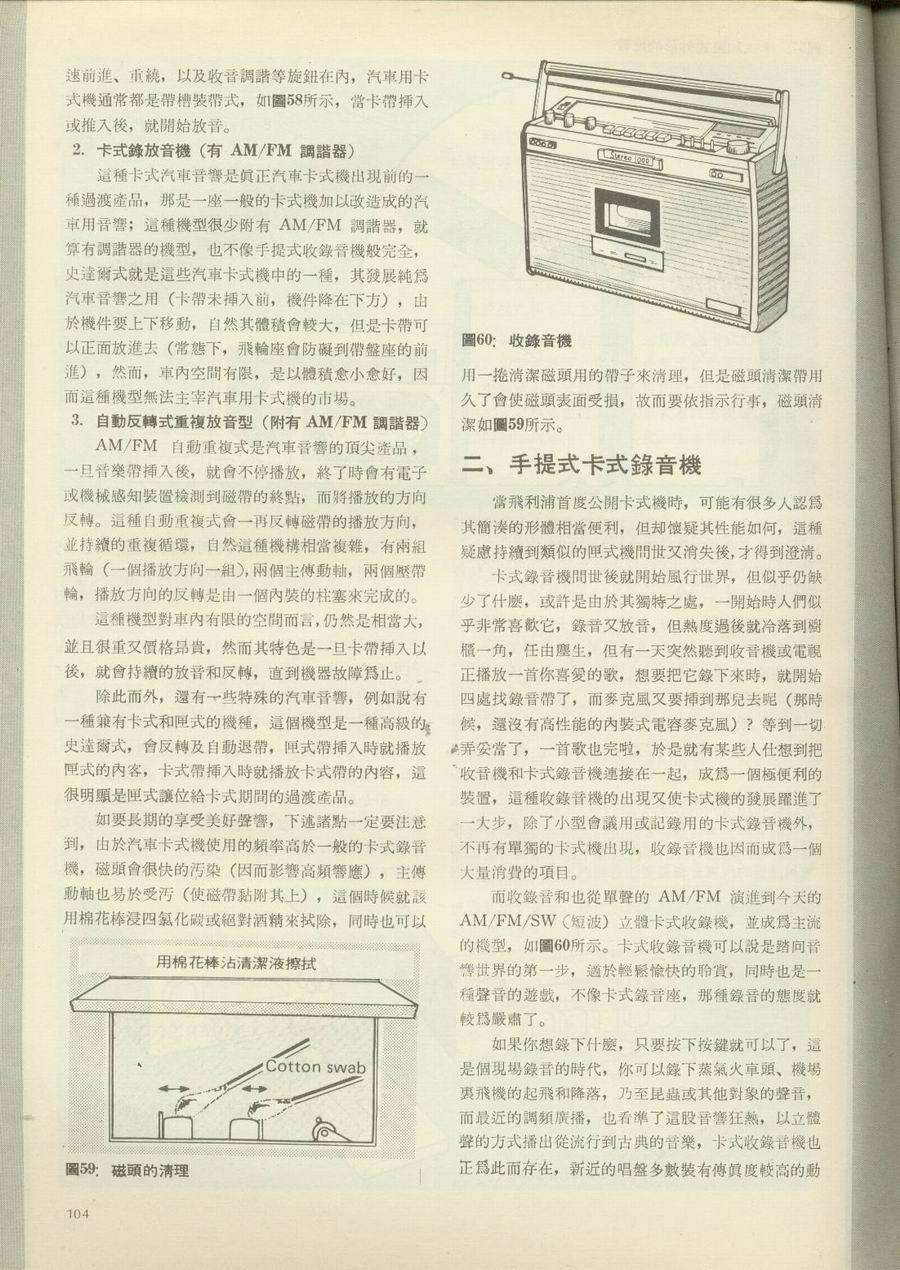 速前進、重繞，以及收音調諧等旋鈕在內，汽車用卡
式機通常都是帶槽裝帶式，如圖58所示，當卡帶揷入
或推入後，就開始放音。
2. 卡式錄放音機（有 AM/FM 調諧器）
這種卡式汽車音響是眞正汽車卡式機出現前的一
種過渡產品，那是一座一般的卡式機加以改造成的汽
車用音響；這種機型很少附有 AM/FM 調諧器，就
算有調諧器的機型，也不像手提式收錄音機般完全，
史達爾式就是這些汽車卡式機中的一種，其發展純爲
汽車音響之用（卡帶未揷入前，機件降在下方），由
於機件要上下移動，自然其體積會較大，但是卡帶可
以正面放進去（常態下，飛輪座會防礙到帶盤座的前
進），然而，車內空間有限，是以體積愈小愈好，因
而這種機型無法主宰汽車用卡式機的市場。
3. 自動反轉式重複放音型（附有 AM/FM 調諧器）
AM/FM 自動重複式是汽車音響的頂尖產品，
一旦音樂帶揷入後，就會不停播放，終了時會有電子
或機械感知裝置檢測到磁帶的終點，而將播放的方向
反轉。這種自動重複式會一再反轉磁帶的播放方向，
並持續的重複循環，自然這種機構相當複雜，有兩組
飛輪（一個播放方向一組），兩個主傳動軸，兩個壓帶
輪，播放方向的反轉是由一個內裝的柱塞來完成的。
這種機型對車內有限的空間而言，仍然是相當大，
並且很重又價格昻貴，然而其特色是一旦卡帶揷入以
後，就會持續的放音和反轉，直到機器故障爲止。
除此而外，還有一些特殊的汽車音響，例如說有
一種兼有卡式和匣式的機種，這個機型是一種高級的
史達爾式，會反轉及自動退帶，匣式帶揷入時就播放
匣式的內客，卡式帶揷入時就播放卡式帶的內容，這
很明顯是匣式讓位給卡式期間的過渡產品。
如要長期的享受美好聲響，下述諸點一定要注意
到，由於汽車卡式機使用的頻率高於一般的卡式錄音
機，磁頭會很快的汚染（因而影響高頻響應），主傳
動軸也易於受汚（使磁帶黏附其上），這個時候就該
用棉花棒浸四氯化碳或絕對酒精來拭除，同時也可以
用棉花棒沾清潔液擦拭
Cotton swab
圖59: 磁頭的清理
104
Stereo 1080
圖60: 收錄音機
用一捲清潔磁頭用的帶子來清理，但是磁頭清潔帶用
久了會使磁頭表面受損，故而要依指示行事，磁頭淸
潔如圖59所示。
二、手提式卡式錄音機
當飛利浦首度公開卡式機時，可能有很多人認爲
其簡湊的形體相當便利，但却懷疑其性能如何，這種
疑慮持續到類似的匣式機問世又消失後，才得到澄淸。
卡式錄音機問世後就開始風行世界，但似乎仍缺
少了什麼，或許是由於其獨特之處，一開始時人們似
乎非常喜歡它，錄音又放音，但熱度過後就冷落到櫥
櫃一角，任由塵生，但有一天突然聽到收音機或電視
正播放一首你喜愛的歌，想要把它錄下來時，就開始
四處找錄音帶了，而麥克風又要揷到那兒去呢（那時
候，還沒有高性能的內裝式電容麥克風）？等到一切
弄妥當了，一首歌也完啦，於是就有某些人仕想到把
收音機和卡式錄音機連接在一起，成爲一個極便利的
裝置，這種收錄音機的出現又使卡式機的發展躍進了
一大步，除了小型會議用或記錄用的卡式錄音機外，
不再有單獨的卡式機出現，收錄音機也因而成爲一個
大量消費的項目。
而收錄音和也從單聲的 AM/FM 演進到今天的
AM/FM/SW（短波）立體卡式收錄機，並成爲主流
的機型，如圖60所示。卡式收錄音機可以說是踏向音
響世界的第一步，適於輕鬆愉快的聆賞，同時也是一
種聲音的遊戲，不像卡式錄音座，那種錄音的態度就
較爲嚴肅了。
如果你想錄下什麼，只要按下按鍵就可以了，這
是個現場錄音的時代，你可以錄下蒸氣火車頭、機場
裏飛機的起飛和降落，乃至昆蟲或其他對象的聲音，
而最近的調頻廣播，也看準了這股音響狂熱，以立體
聲的方式播出從流行到古典的音樂，卡式收錄音機也
正爲此而存在，新近的唱盤多數裝有傳眞度較高的動